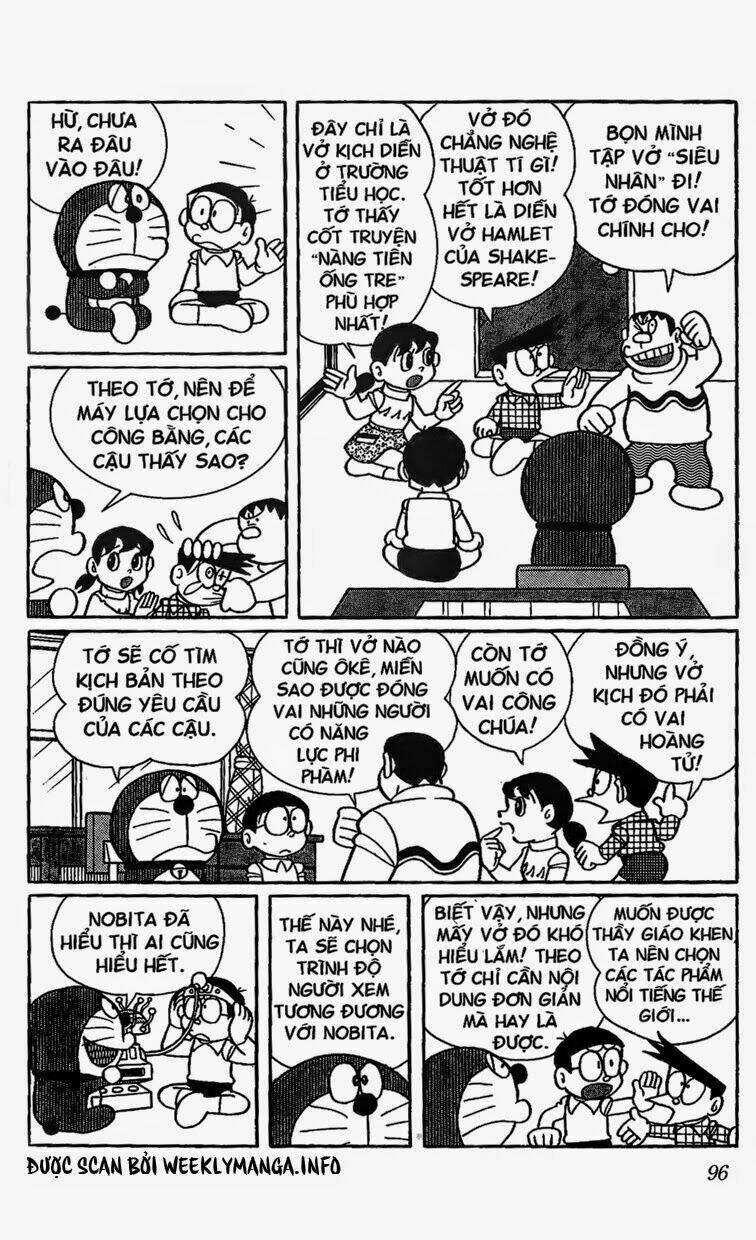 BỌN MÌNH
TẬP VỞ "SIÊU
NHÂN" ĐI!
TỚ ĐÓNG VAI
CHÍNH CHO!
VỞ ĐÓ
CHẲNG NGHỆ
THUẬT TÍ GÌ!
TỐT HƠN
HẾT LÀ DIỄN
VỞ HAMLET
CỦA SHAKE-
SPEARE!
ĐÂY CHỈ LÀ
VỞ KỊCH DIỄN
Ở TRƯỜNG
TIỂU HỌC.
TỚ THẤY
CỐT TRUYỆN
"NÀNG TIÊN
ỐNG TRE"
PHÙ HỢP
NHẤT!
HỪ, CHƯA
RA ĐÂU
VÀO ĐÂU!
THEO TỚ, NÊN ĐỂ
MÁY LỰA CHỌN CHO
CÔNG BẰNG, CÁC
CẬU THẤY SAO?
ĐỒNG Ý,
NHƯNG VỞ
KỊCH ĐÓ PHẢI
CÓ VAI
HOÀNG
TỬ!
CÒN TỚ
MUỐN CÓ
VAI CÔNG
CHÚA!
TỚ THÌ VỞ NÀO
CŨNG ÔKÊ, MIỄN
SAO ĐƯỢC ĐÓNG
VAI NHỮNG NGƯỜI
CÓ NĂNG
LỰC PHI
PHÀM!
TỚ SẼ CỐ TÌM
KỊCH BẢN THEO
ĐÚNG YÊU CẦU
CỦA CÁC CẬU.
MUỐN ĐƯỢC
THẦY GIÁO KHEN,
TA NÊN CHỌN
CÁC TÁC PHẨM
NỔI TIẾNG THẾ
GIỚI...
BIẾT VẬY, NHƯNG
MẤY VỞ ĐÓ KHÓ
HIỂU LẮM! THEO
TỚ CHỈ CẦN NỘI
DUNG ĐƠN GIẢN
MÀ HAY LÀ
ĐƯỢC.
THẾ NÀY NHÉ,
TA SẼ CHỌN
TRÌNH ĐỘ
NGƯỜI XEM
TƯƠNG ĐƯƠNG
VỚI NOBITA.
NOBITA ĐÃ
HIỂU THÌ AI CŨNG
HIỂU HẾT.
ĐƯỢC SCAN BỞI WEEKLYMANGA.INFO
96